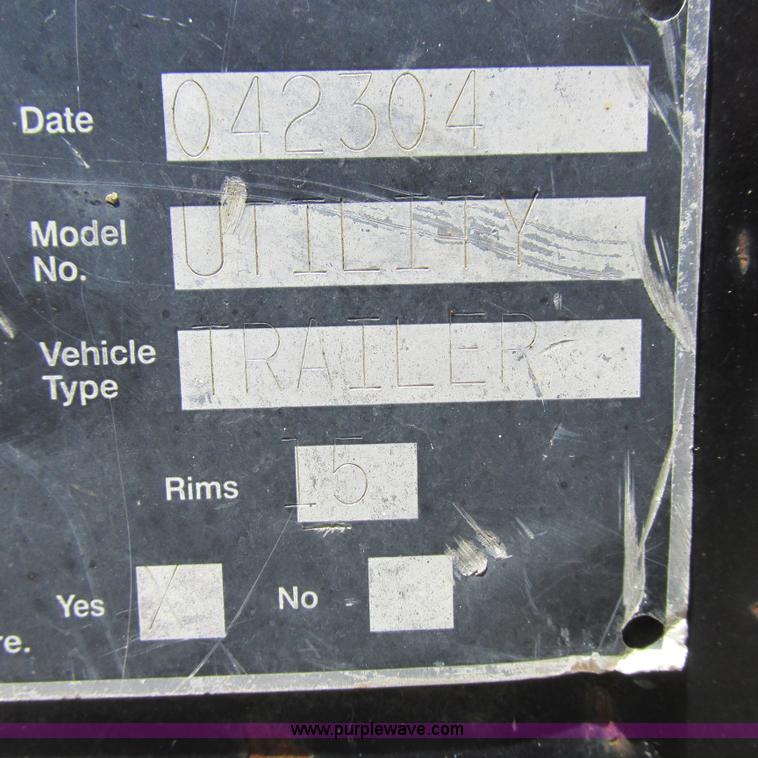 Date 042304
Model No. UTILITY
Vehicle Type TRAILER
Rims 15
Yes / No
re.
www.purplewave.com